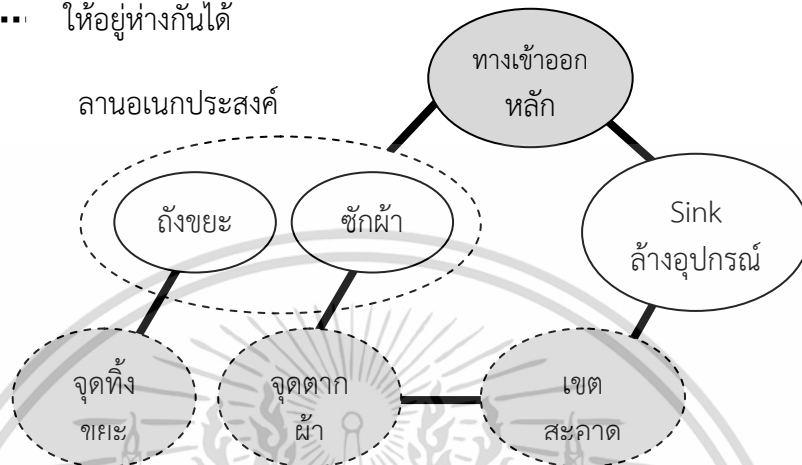 ให้อยู่ห่างกันได้
ลานอเนกประสงค์
ทางเข้าออก
หลัก
ถังขยะ
ซักผ้า
Sink
ล้างอุปกรณ์
จุดทิ้ง
ขยะ
จุดตาก
ผ้า
เขต
สะอาด